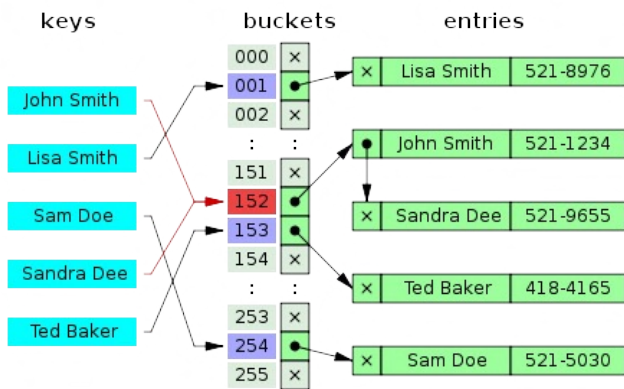 keys
buckets
entries
John Smith
Lisa Smith
Sam Doe
Sandra Dee
Ted Baker
000 ×
001
002 ×
: :
151 ×
152
153
154 ×
: :
253 ×
254
255 ×
× Lisa Smith 521-8976
John Smith 521-1234
× Sandra Dee 521-9655
× Ted Baker 418-4165
× Sam Doe 521-5030